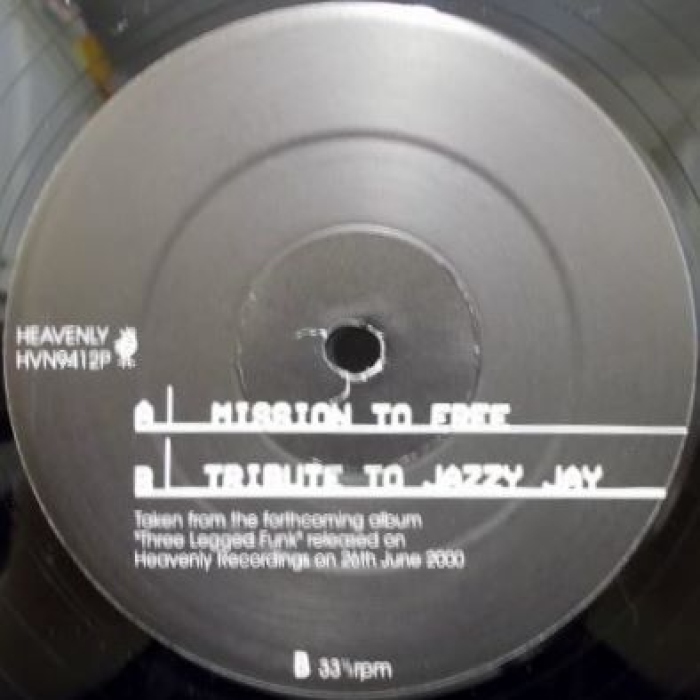 HEAVENLY
HVN9412P
A| MISSION TO FREE
B| TRIBUTE TO JAZZY JAY
Taken from the forthcoming album
"Three Legged Funk" released on
Heavenly Recordings on 26th June 2000
B 33⅓rpm